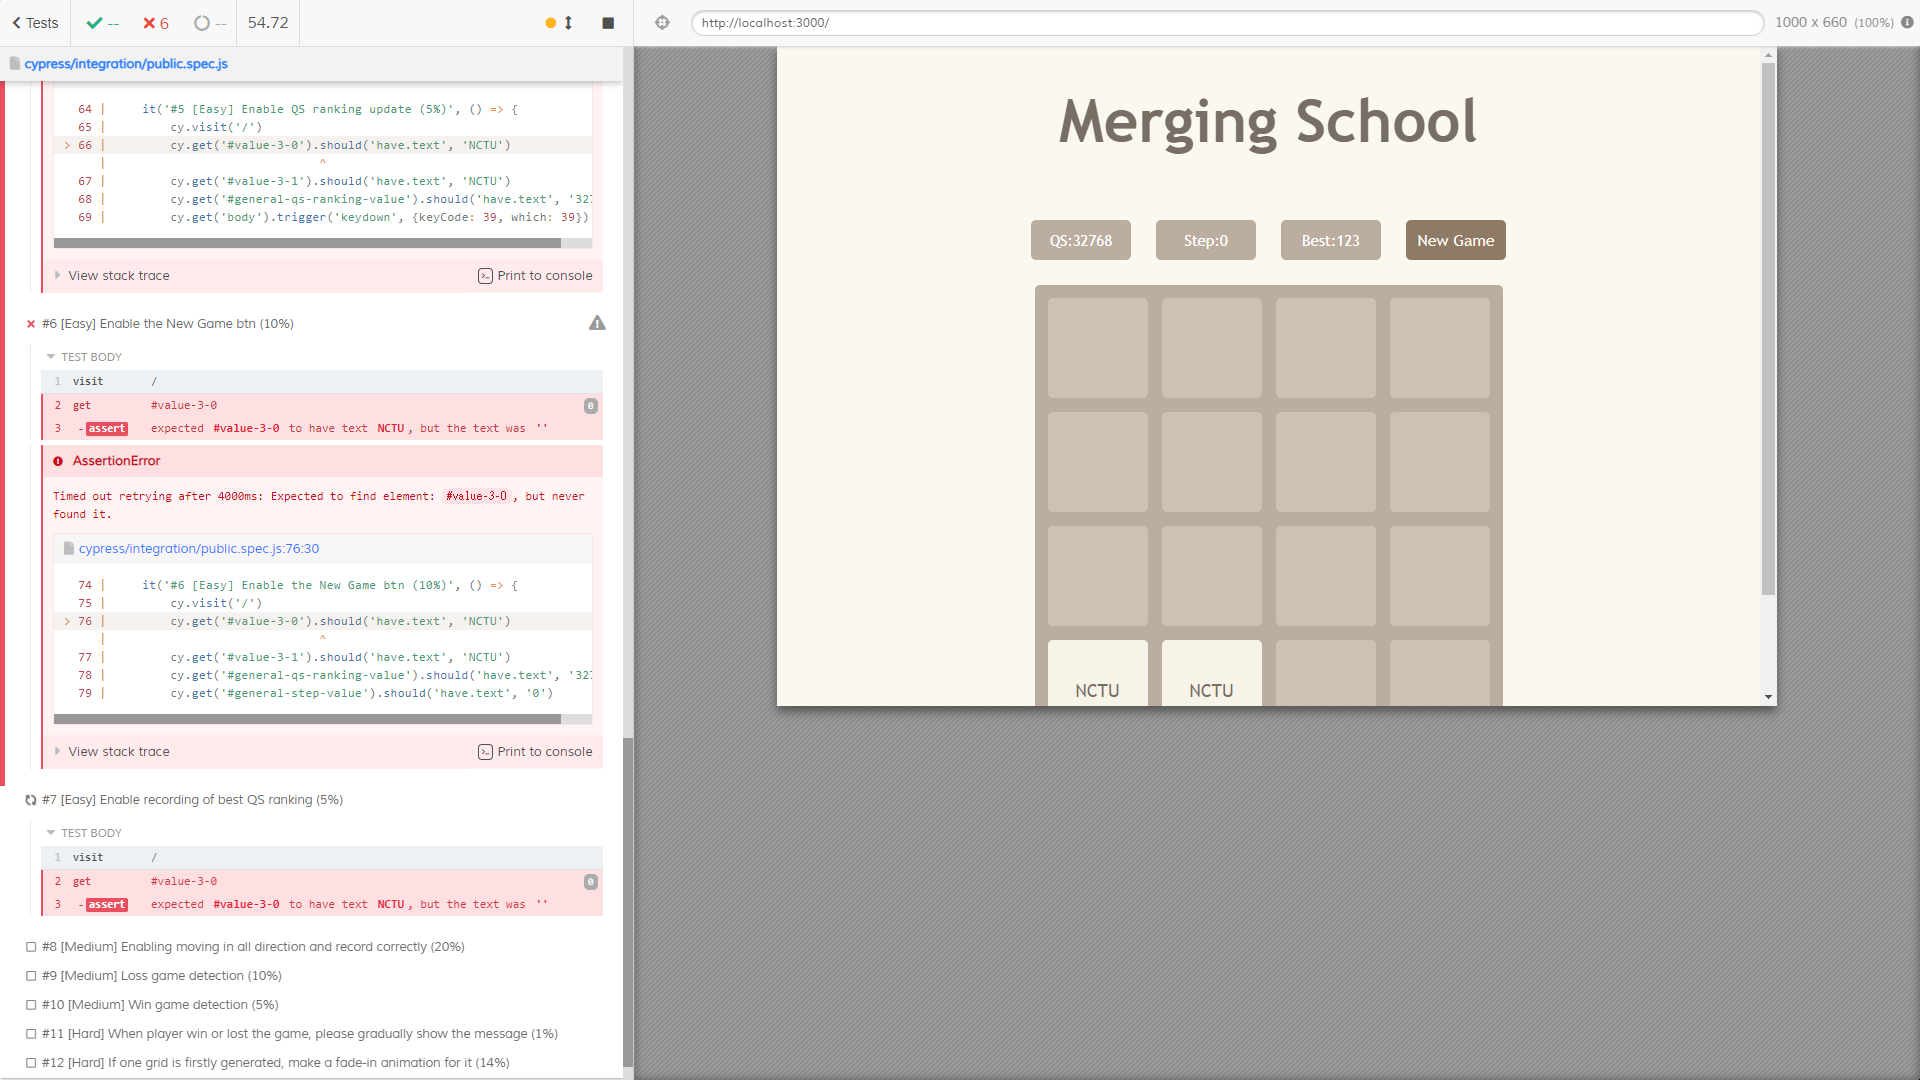 Tests
--
6
--
54.72
http://localhost:3000/
1000 x 660 (100%)
cypress/integration/public.spec.js
64 | it('#5 [Easy] Enable QS ranking update (5%)', () => {
65 | cy.visit('/')
> 66 | cy.get('#value-3-0').should('have.text', 'NCTU')
| ^
67 | cy.get('#value-3-1').should('have.text', 'NCTU')
68 | cy.get('#general-qs-ranking-value').should('have.text', '327
69 | cy.get('body').trigger('keydown', {keyCode: 39, which: 39})
View stack trace
Print to console
#6 [Easy] Enable the New Game btn (10%)
TEST BODY
1 visit /
2 get #value-3-0 0
3 -assert expected #value-3-0 to have text NCTU, but the text was ''
AssertionError
Timed out retrying after 4000ms: Expected to find element: #value-3-0, but never
found it.
cypress/integration/public.spec.js:76:30
74 | it('#6 [Easy] Enable the New Game btn (10%)', () => {
75 | cy.visit('/')
> 76 | cy.get('#value-3-0').should('have.text', 'NCTU')
| ^
77 | cy.get('#value-3-1').should('have.text', 'NCTU')
78 | cy.get('#general-qs-ranking-value').should('have.text', '327
79 | cy.get('#general-step-value').should('have.text', '0')
View stack trace
Print to console
#7 [Easy] Enable recording of best QS ranking (5%)
TEST BODY
1 visit /
2 get #value-3-0 0
3 -assert expected #value-3-0 to have text NCTU, but the text was ''
#8 [Medium] Enabling moving in all direction and record correctly (20%)
#9 [Medium] Loss game detection (10%)
#10 [Medium] Win game detection (5%)
#11 [Hard] When player win or lost the game, please gradually show the message (1%)
#12 [Hard] If one grid is firstly generated, make a fade-in animation for it (14%)
Merging School
QS:32768
Step:0
Best:123
New Game
NCTU
NCTU